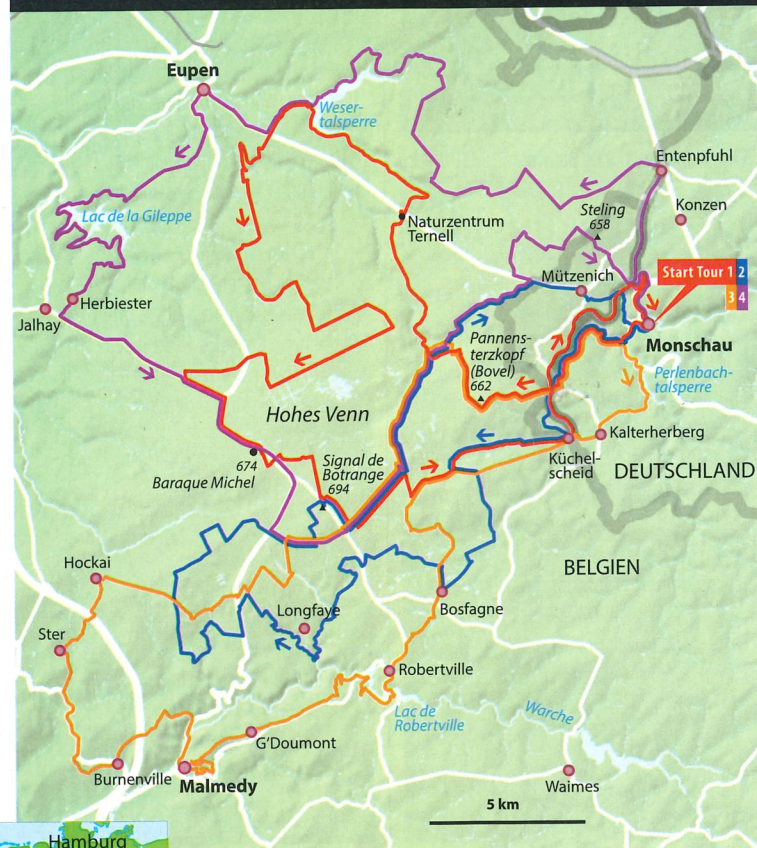 Eupen
Weser-
talsperre
Entenpfuhl
Lac de la Gileppe
Steling
658
Konzen
Naturzentrum
Ternell
Mützenich
Start Tour 1 2
3 4
Herbiester
Jalhay
Monschau
Pannens-
terzkopf
(Bovel)
662
Perlenbach-
talsperre
Hohes Venn
Kalterherberg
Küchel-
scheid
DEUTSCHLAND
674
Baraque Michel
Signal de
Botrange
694
BELGIEN
Hockai
Longfaye
Bosfagne
Ster
Robertville
Lac de
Robertville
Warche
G'Doumont
Burnenville
Malmedy
Waimes
5 km
Hamburg